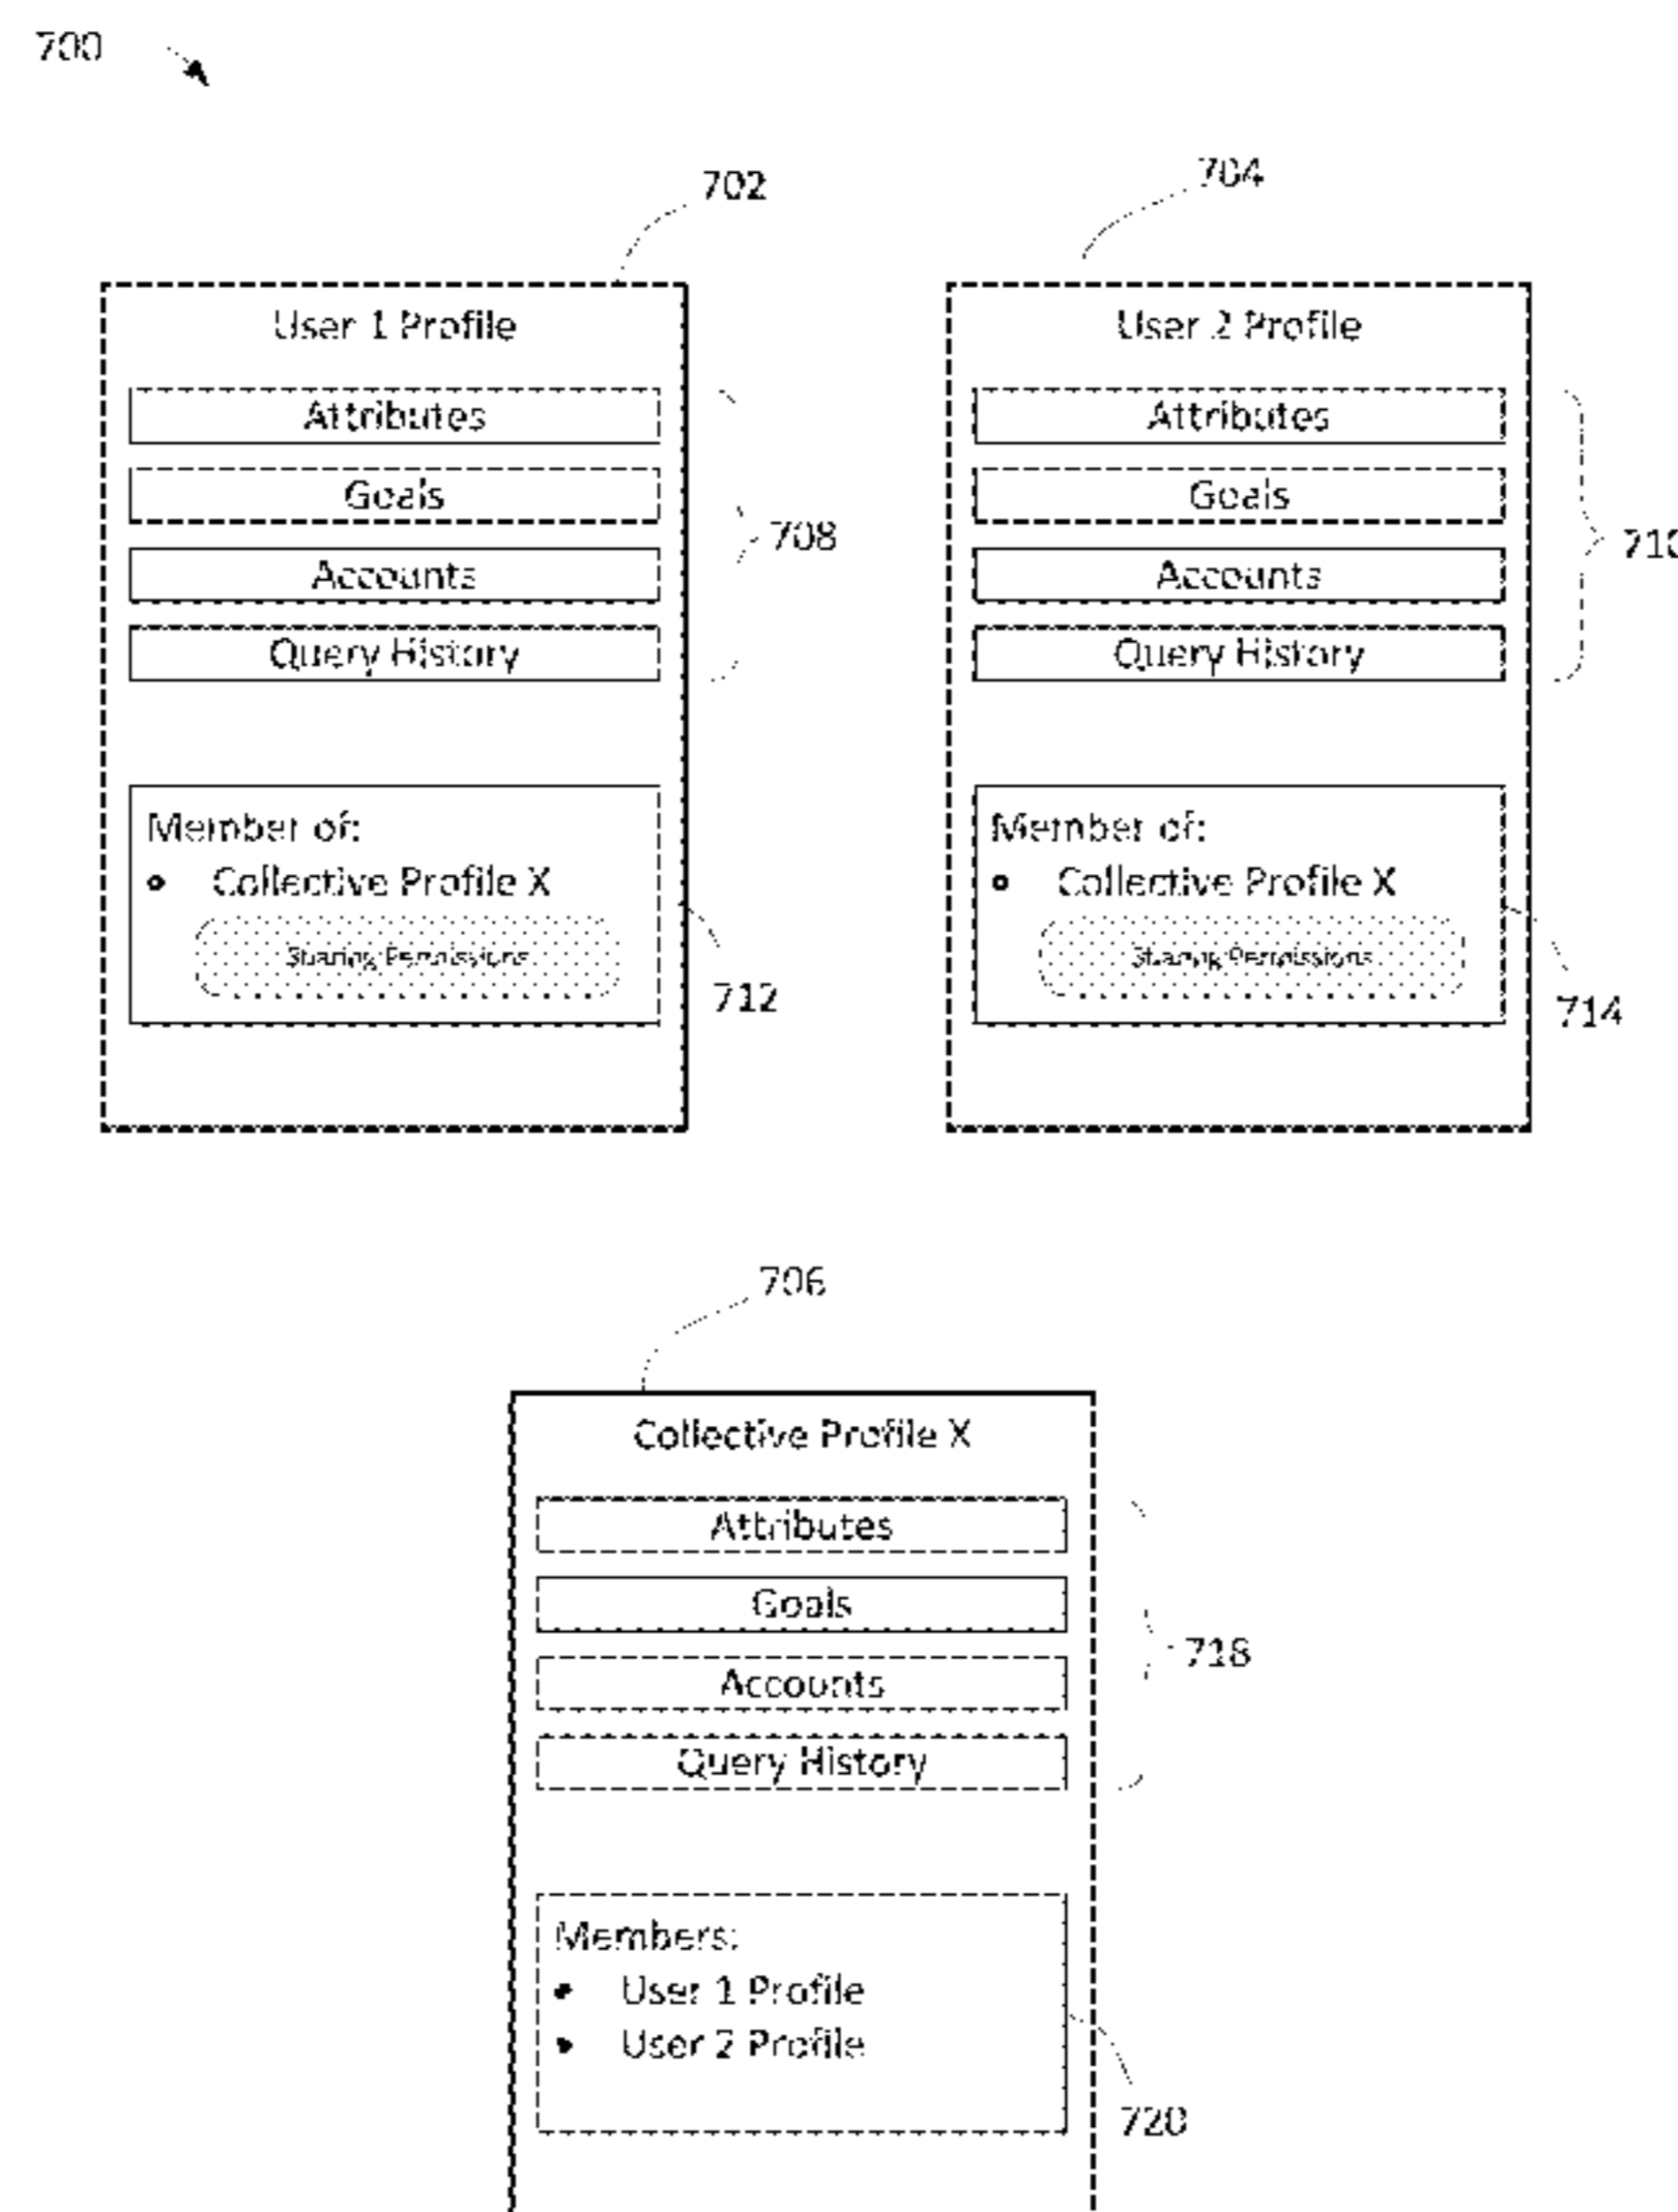 700
702
704
User 1 Profile
Attributes
Goals
Accounts
Query History
708
Member of:
• Collective Profile X
Sharing Permissions
712
User 2 Profile
Attributes
Goals
Accounts
Query History
710
Member of:
• Collective Profile X
Sharing Permissions
714
706
Collective Profile X
Attributes
Goals
Accounts
Query History
718
Members:
• User 1 Profile
• User 2 Profile
720